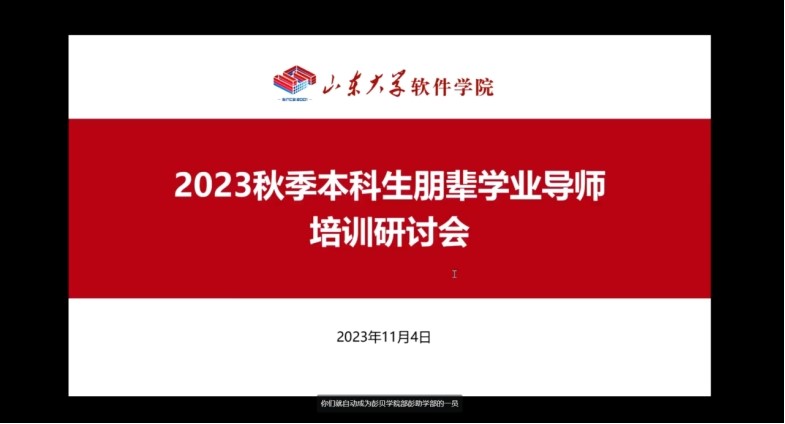 山东大学软件学院
2023秋季本科生朋辈学业导师
培训研讨会
2023年11月4日
你们就自动成为彭贝学院部彭助学部的一员